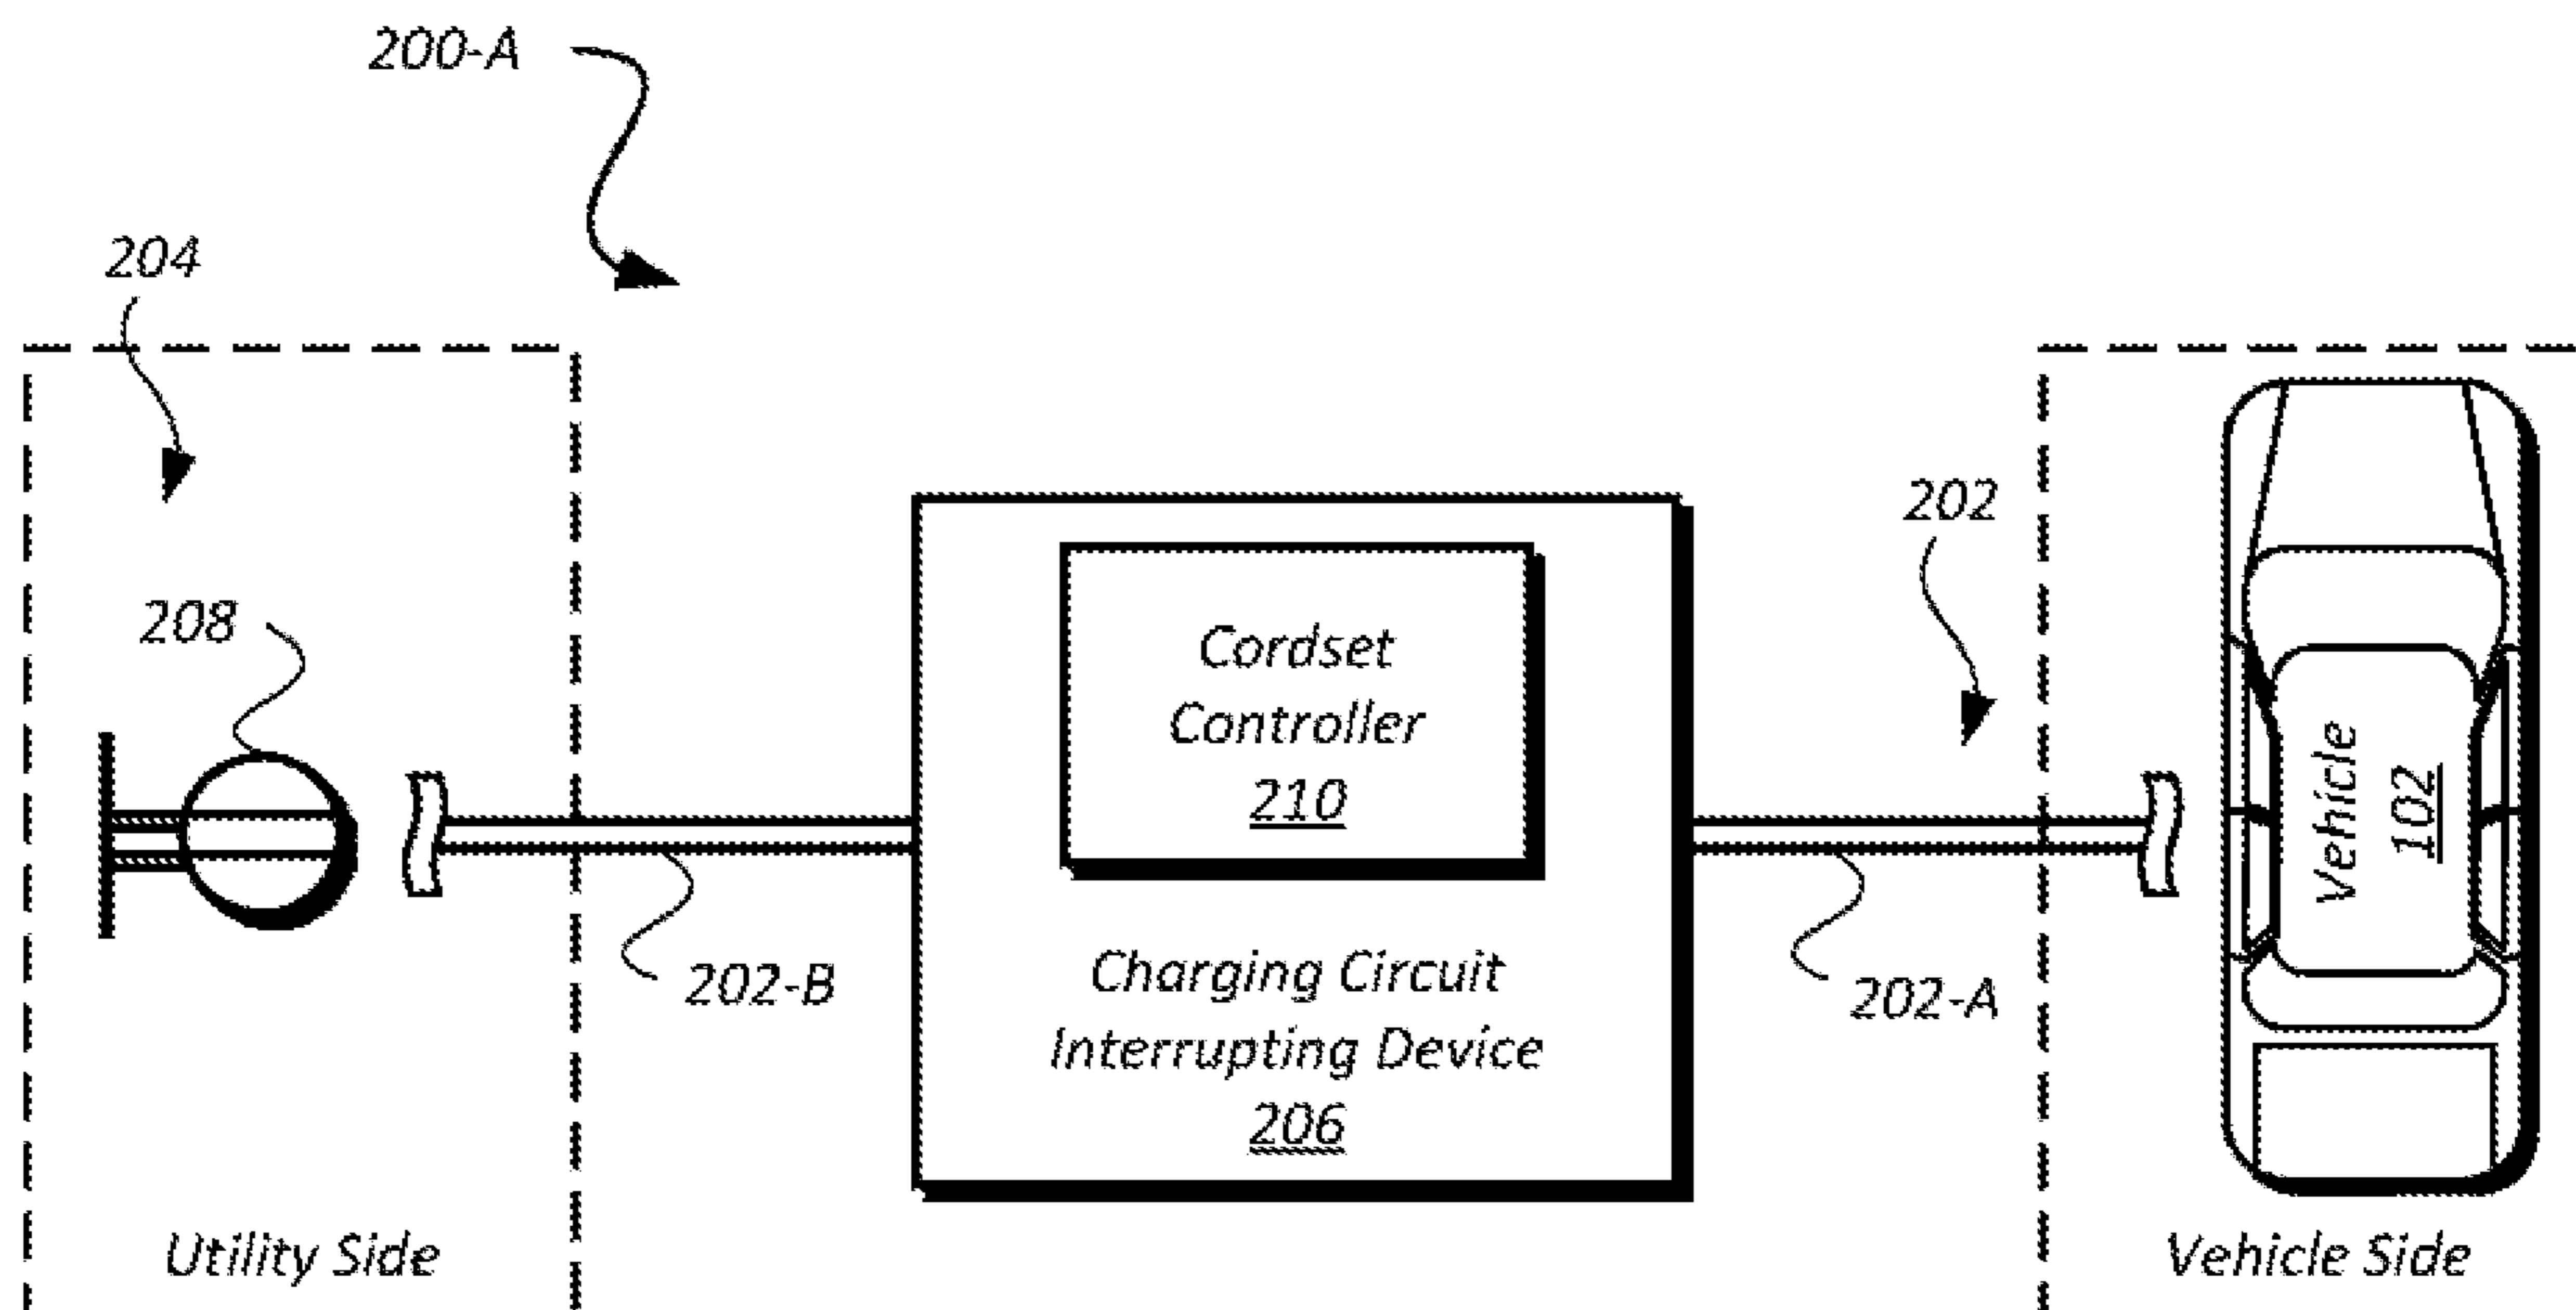 200-A
204
208
202-B
Cordset
Controller
210
Charging Circuit
Interrupting Device
206
202
202-A
Vehicle
102
Utility Side
Vehicle Side